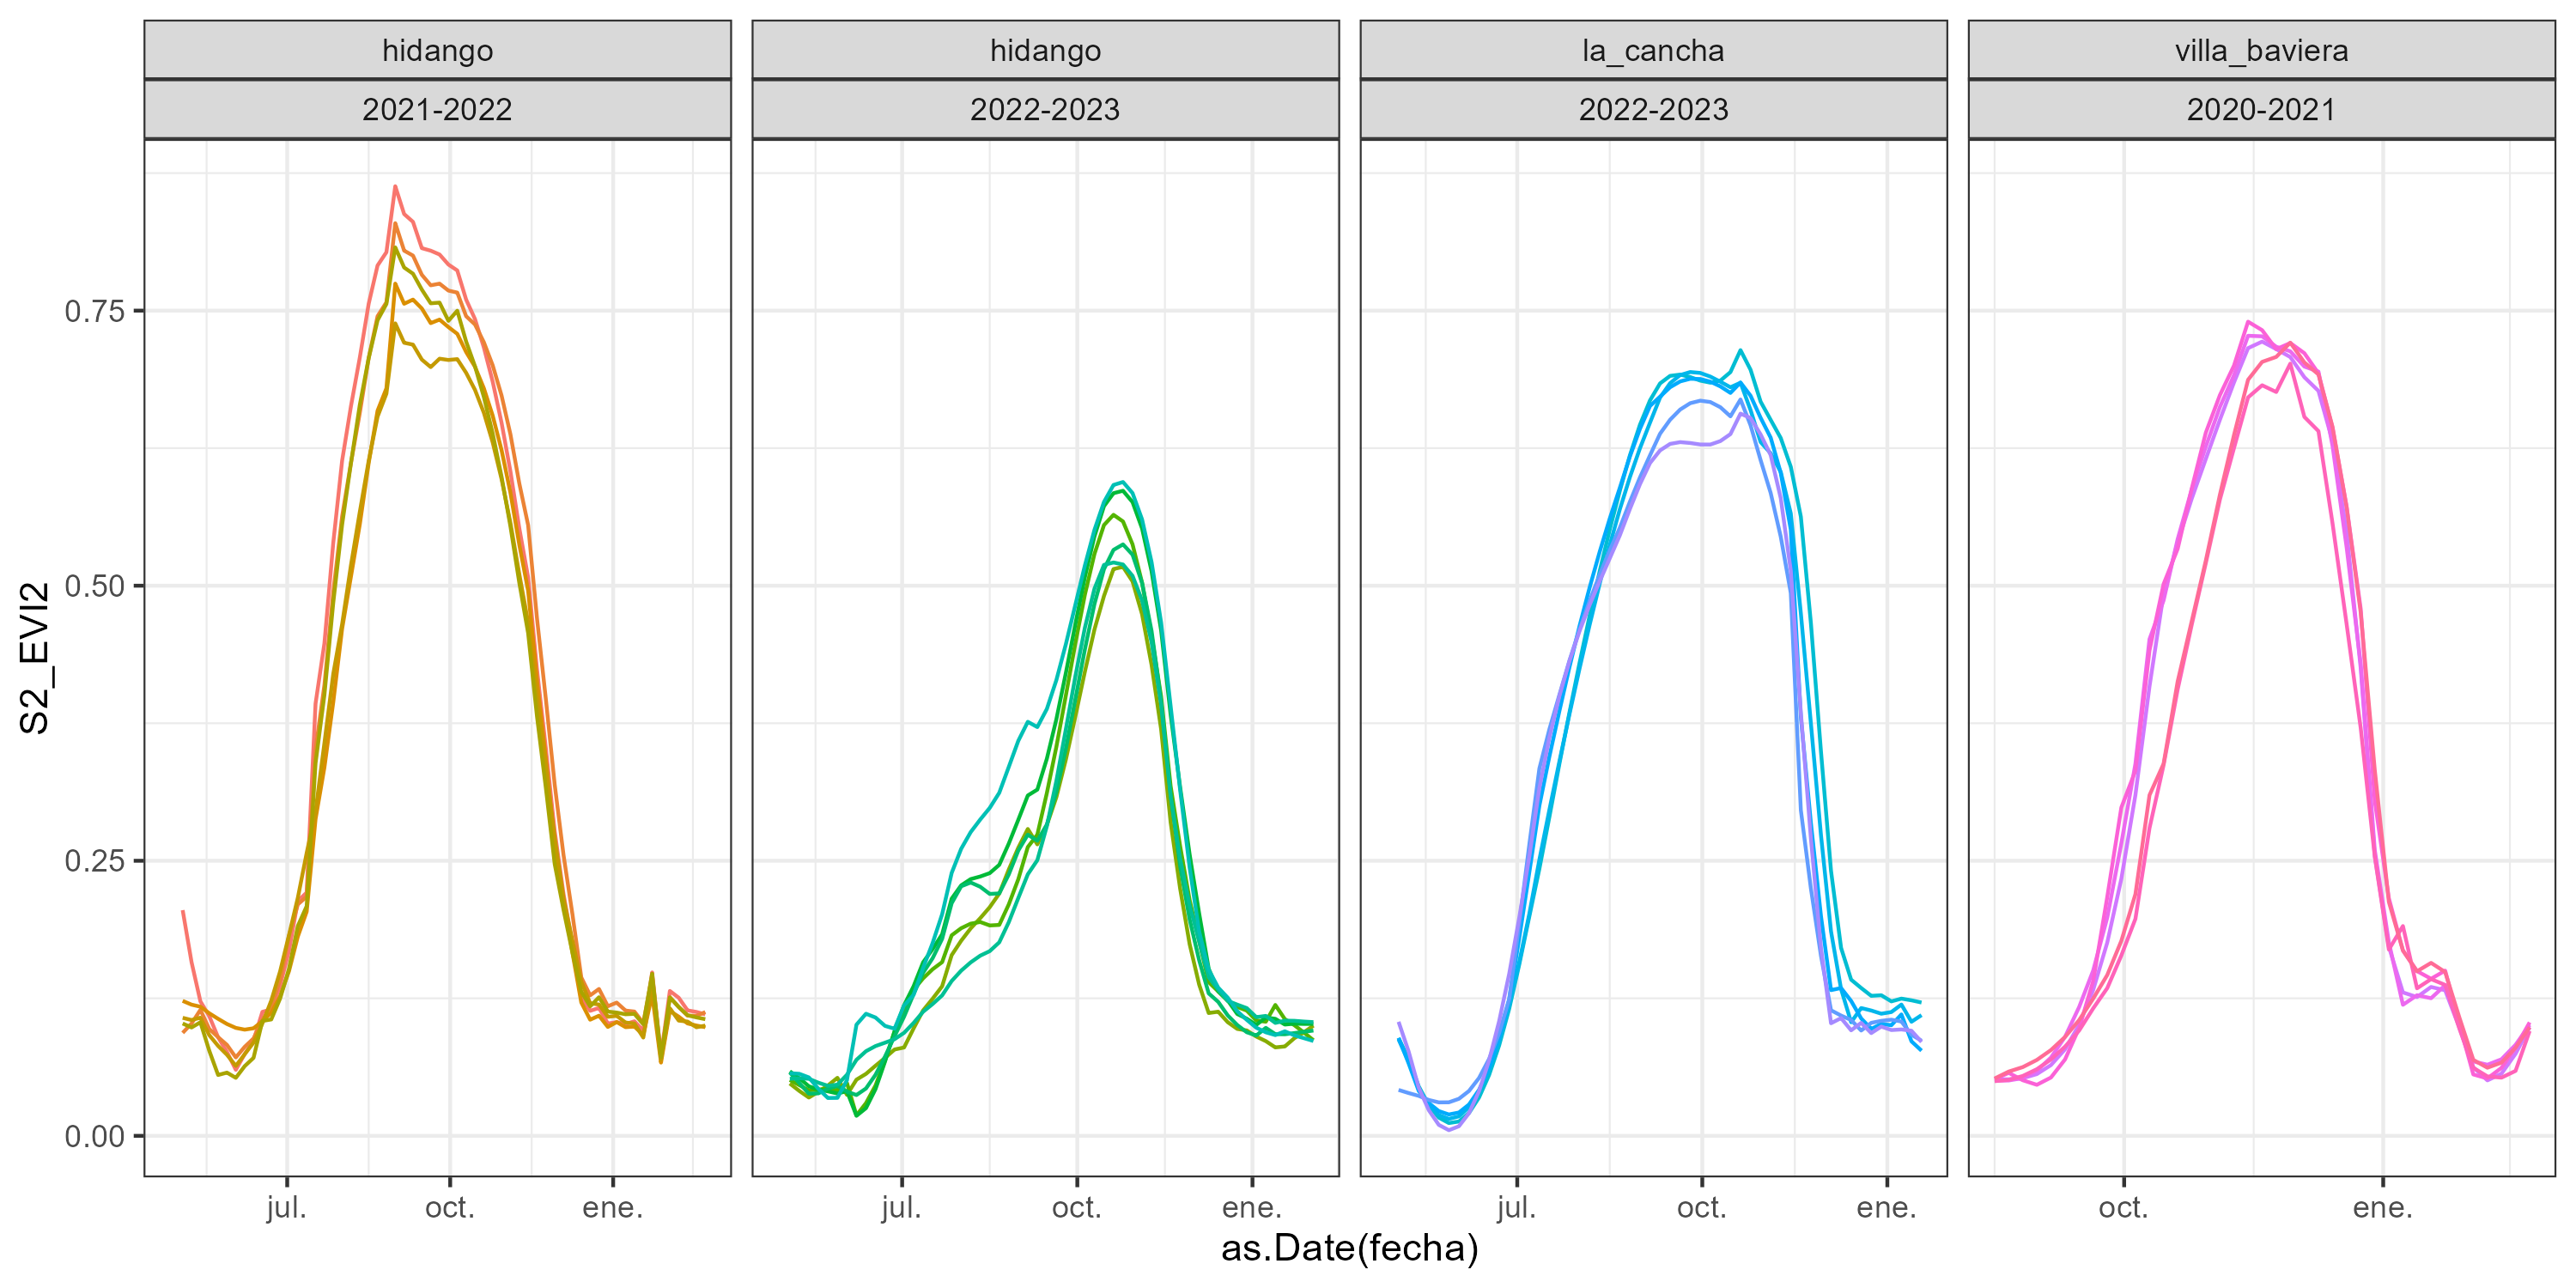 hidango hidango la_cancha villa_baviera
2021-2022 2022-2023 2022-2023 2020-2021
0.75
0.50
0.25
0.00
S2_EVI2
jul. oct. ene. jul. oct. ene. jul. oct. ene. oct. ene.
as.Date(fecha)